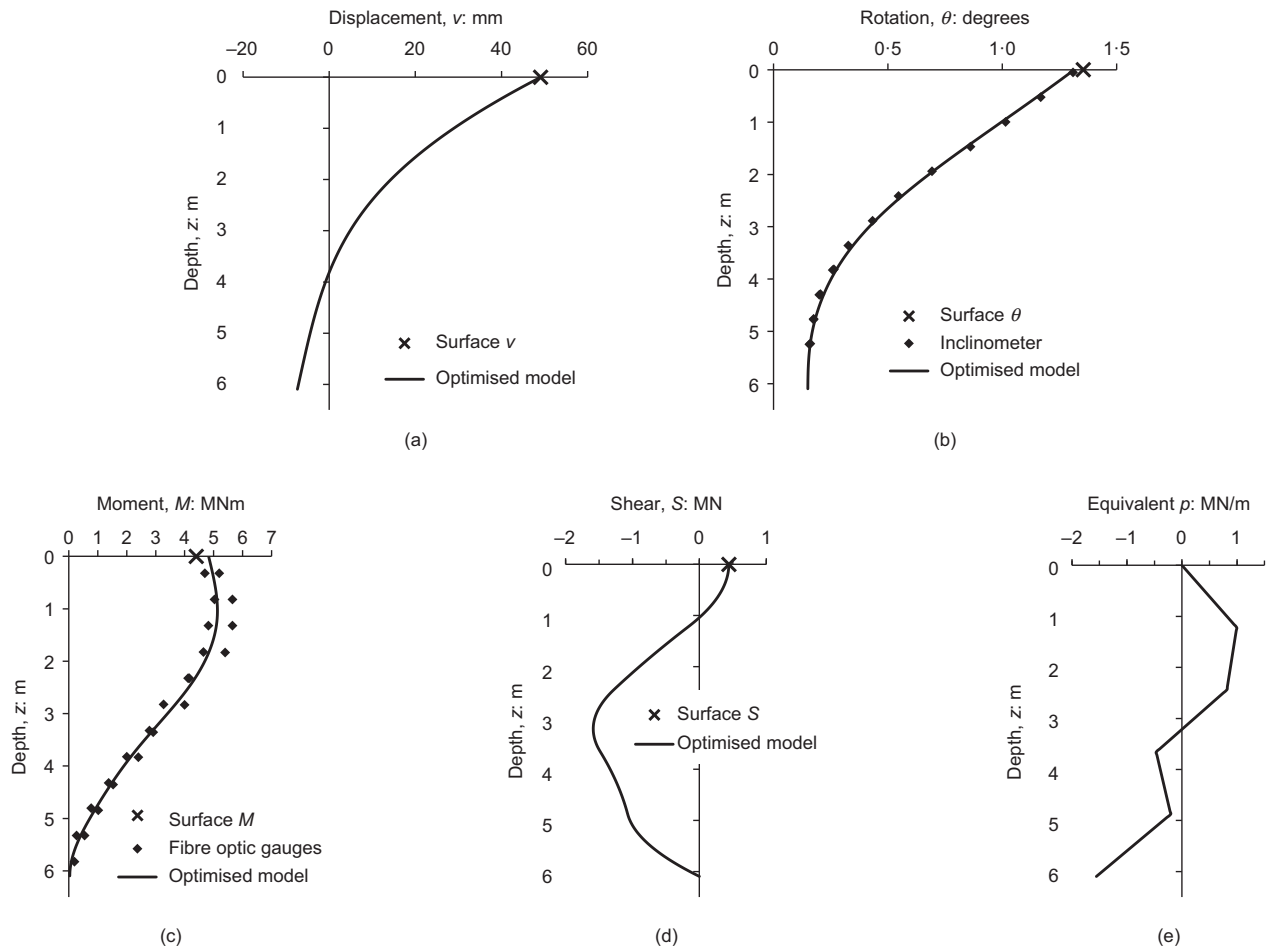 Displacement, v: mm
–20 0 20 40 60
0
1
2
3
4
5
6
Depth, z: m
Surface v
Optimised model
(a)
Rotation, θ: degrees
0 0·5 1·0 1·5
0
1
2
3
4
5
6
Depth, z: m
Surface θ
Inclinometer
Optimised model
(b)
Moment, M: MNm
0 1 2 3 4 5 6 7
0
1
2
3
4
5
6
Depth, z: m
Surface M
Fibre optic gauges
Optimised model
(c)
Shear, S: MN
–2 –1 0 1
0
1
2
3
4
5
6
Depth, z: m
Surface S
Optimised model
(d)
Equivalent p: MN/m
–2 –1 0 1
0
1
2
3
4
5
6
Depth, z: m
(e)